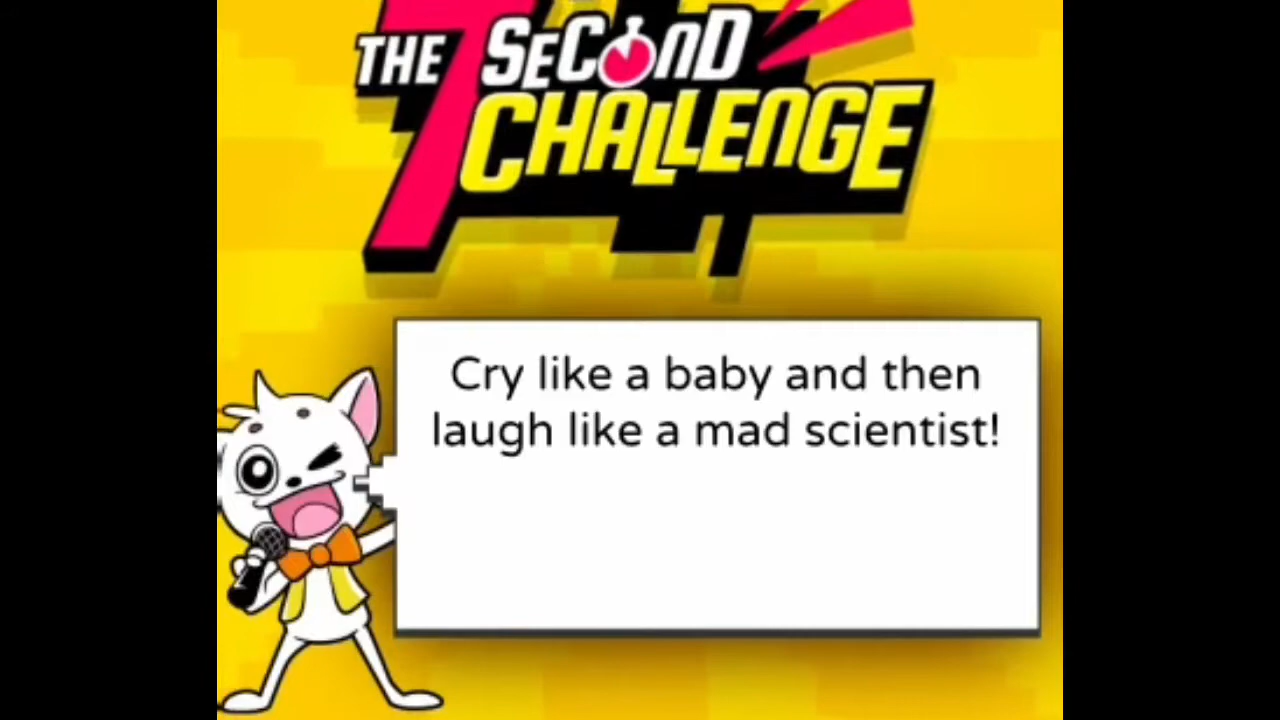 THE 7 SECOND
CHALLENGE
Cry like a baby and then
laugh like a mad scientist!